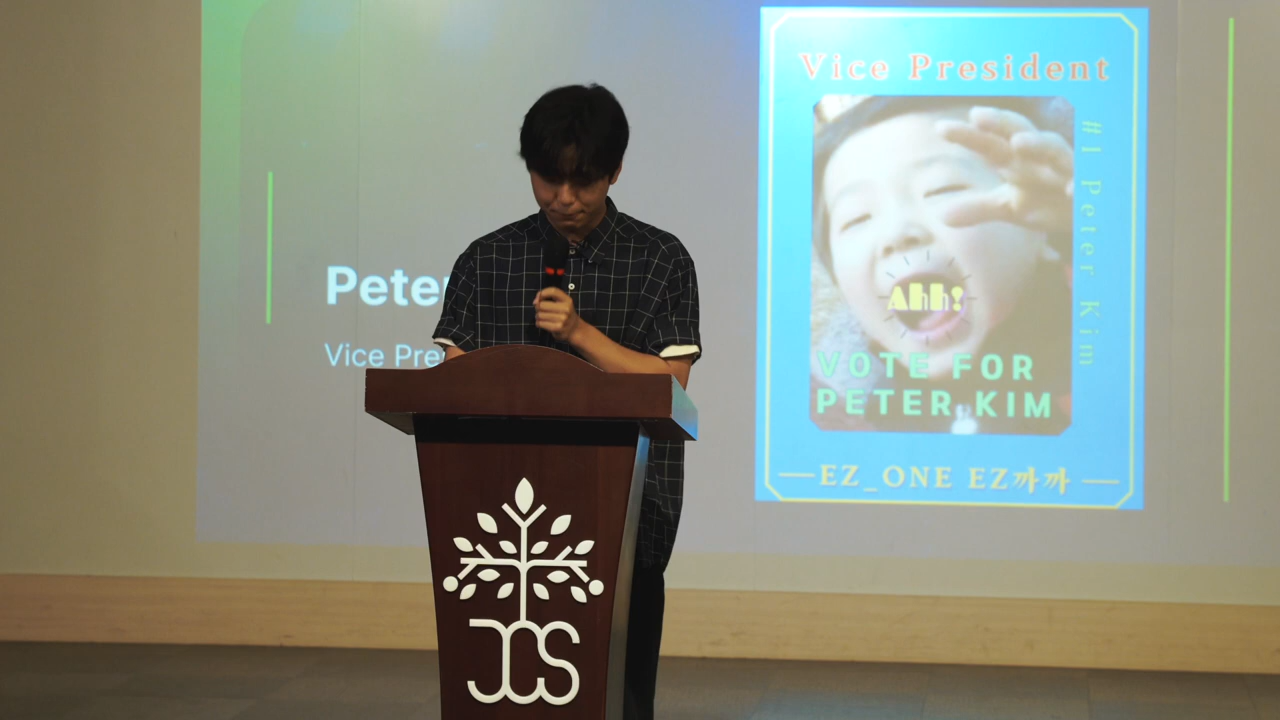 Peter
Vice Pre
Vice President
#1 Peter Kim
Ahh!
VOTE FOR
PETER KIM
EZ_ONE EZ까까
JCS